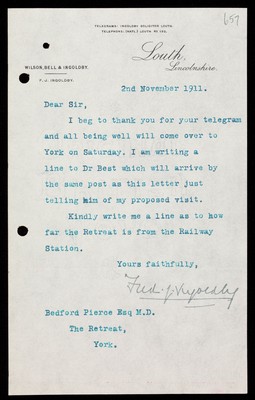 TELEGRAMS: INGOLDBY, SOLICITOR, LOUTH.
657
Louth,
Lincolnshire.
WILSON, BELL & INGOLDBY.
F. J. INGOLDBY.
2nd November 1911.
Dear Sir,
I beg to thank you for your telegram
and all being well will come over to
York on Saturday. I am writing a
line to Dr Best which will arrive by
the same post as this letter just
telling him of my proposed visit.
Kindly write me a line as to how
far the Retreat is from the Railway
Station.
Yours faithfully,
Fred. J. Ingoldby
Bedford Pierce Esq M.D.
The Retreat,
York.